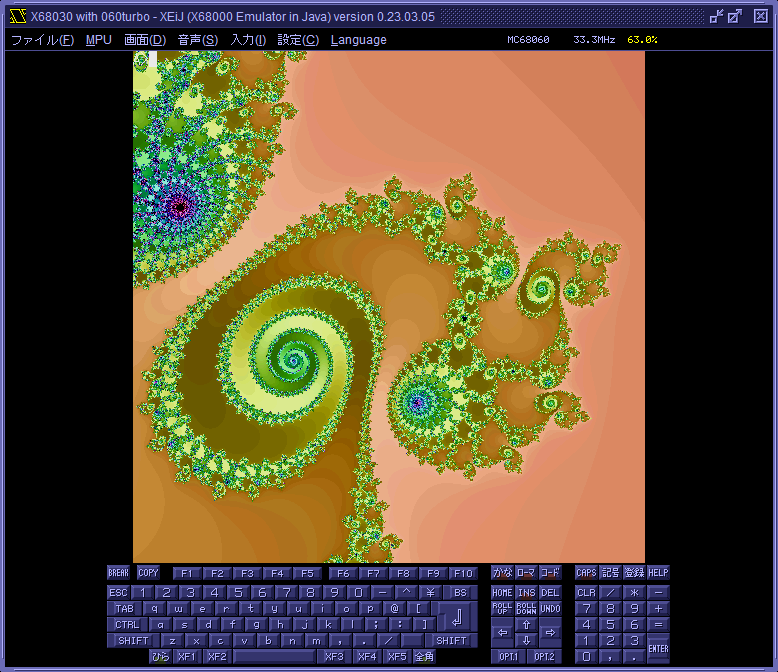 X68030 with 060turbo - XEiJ (X68000 Emulator in Java) version 0.23.03.05
ファイル(F) MPU 画面(D) 音声(S) 入力(I) 設定(C) Language MC68060 33.3MHz 63.0%
BREAK COPY F1 F2 F3 F4 F5 F6 F7 F8 F9 F10 かな ローマ コード CAPS 記号 登録 HELP
ESC 1 2 3 4 5 6 7 8 9 0 - ^ ¥ BS HOME INS DEL CLR / * -
TAB q w e r t y u i o p @ [ ROLL UP ROLL DOWN UNDO 7 8 9 +
CTRL a s d f g h j k l ; : ] ⇦ ⇧ ⇨ 4 5 6 =
SHIFT z x c v b n m , . / SHIFT ⇩ 1 2 3 ENTER
ひら XF1 XF2 XF3 XF4 XF5 全角 OPT.1 OPT.2 0 , .